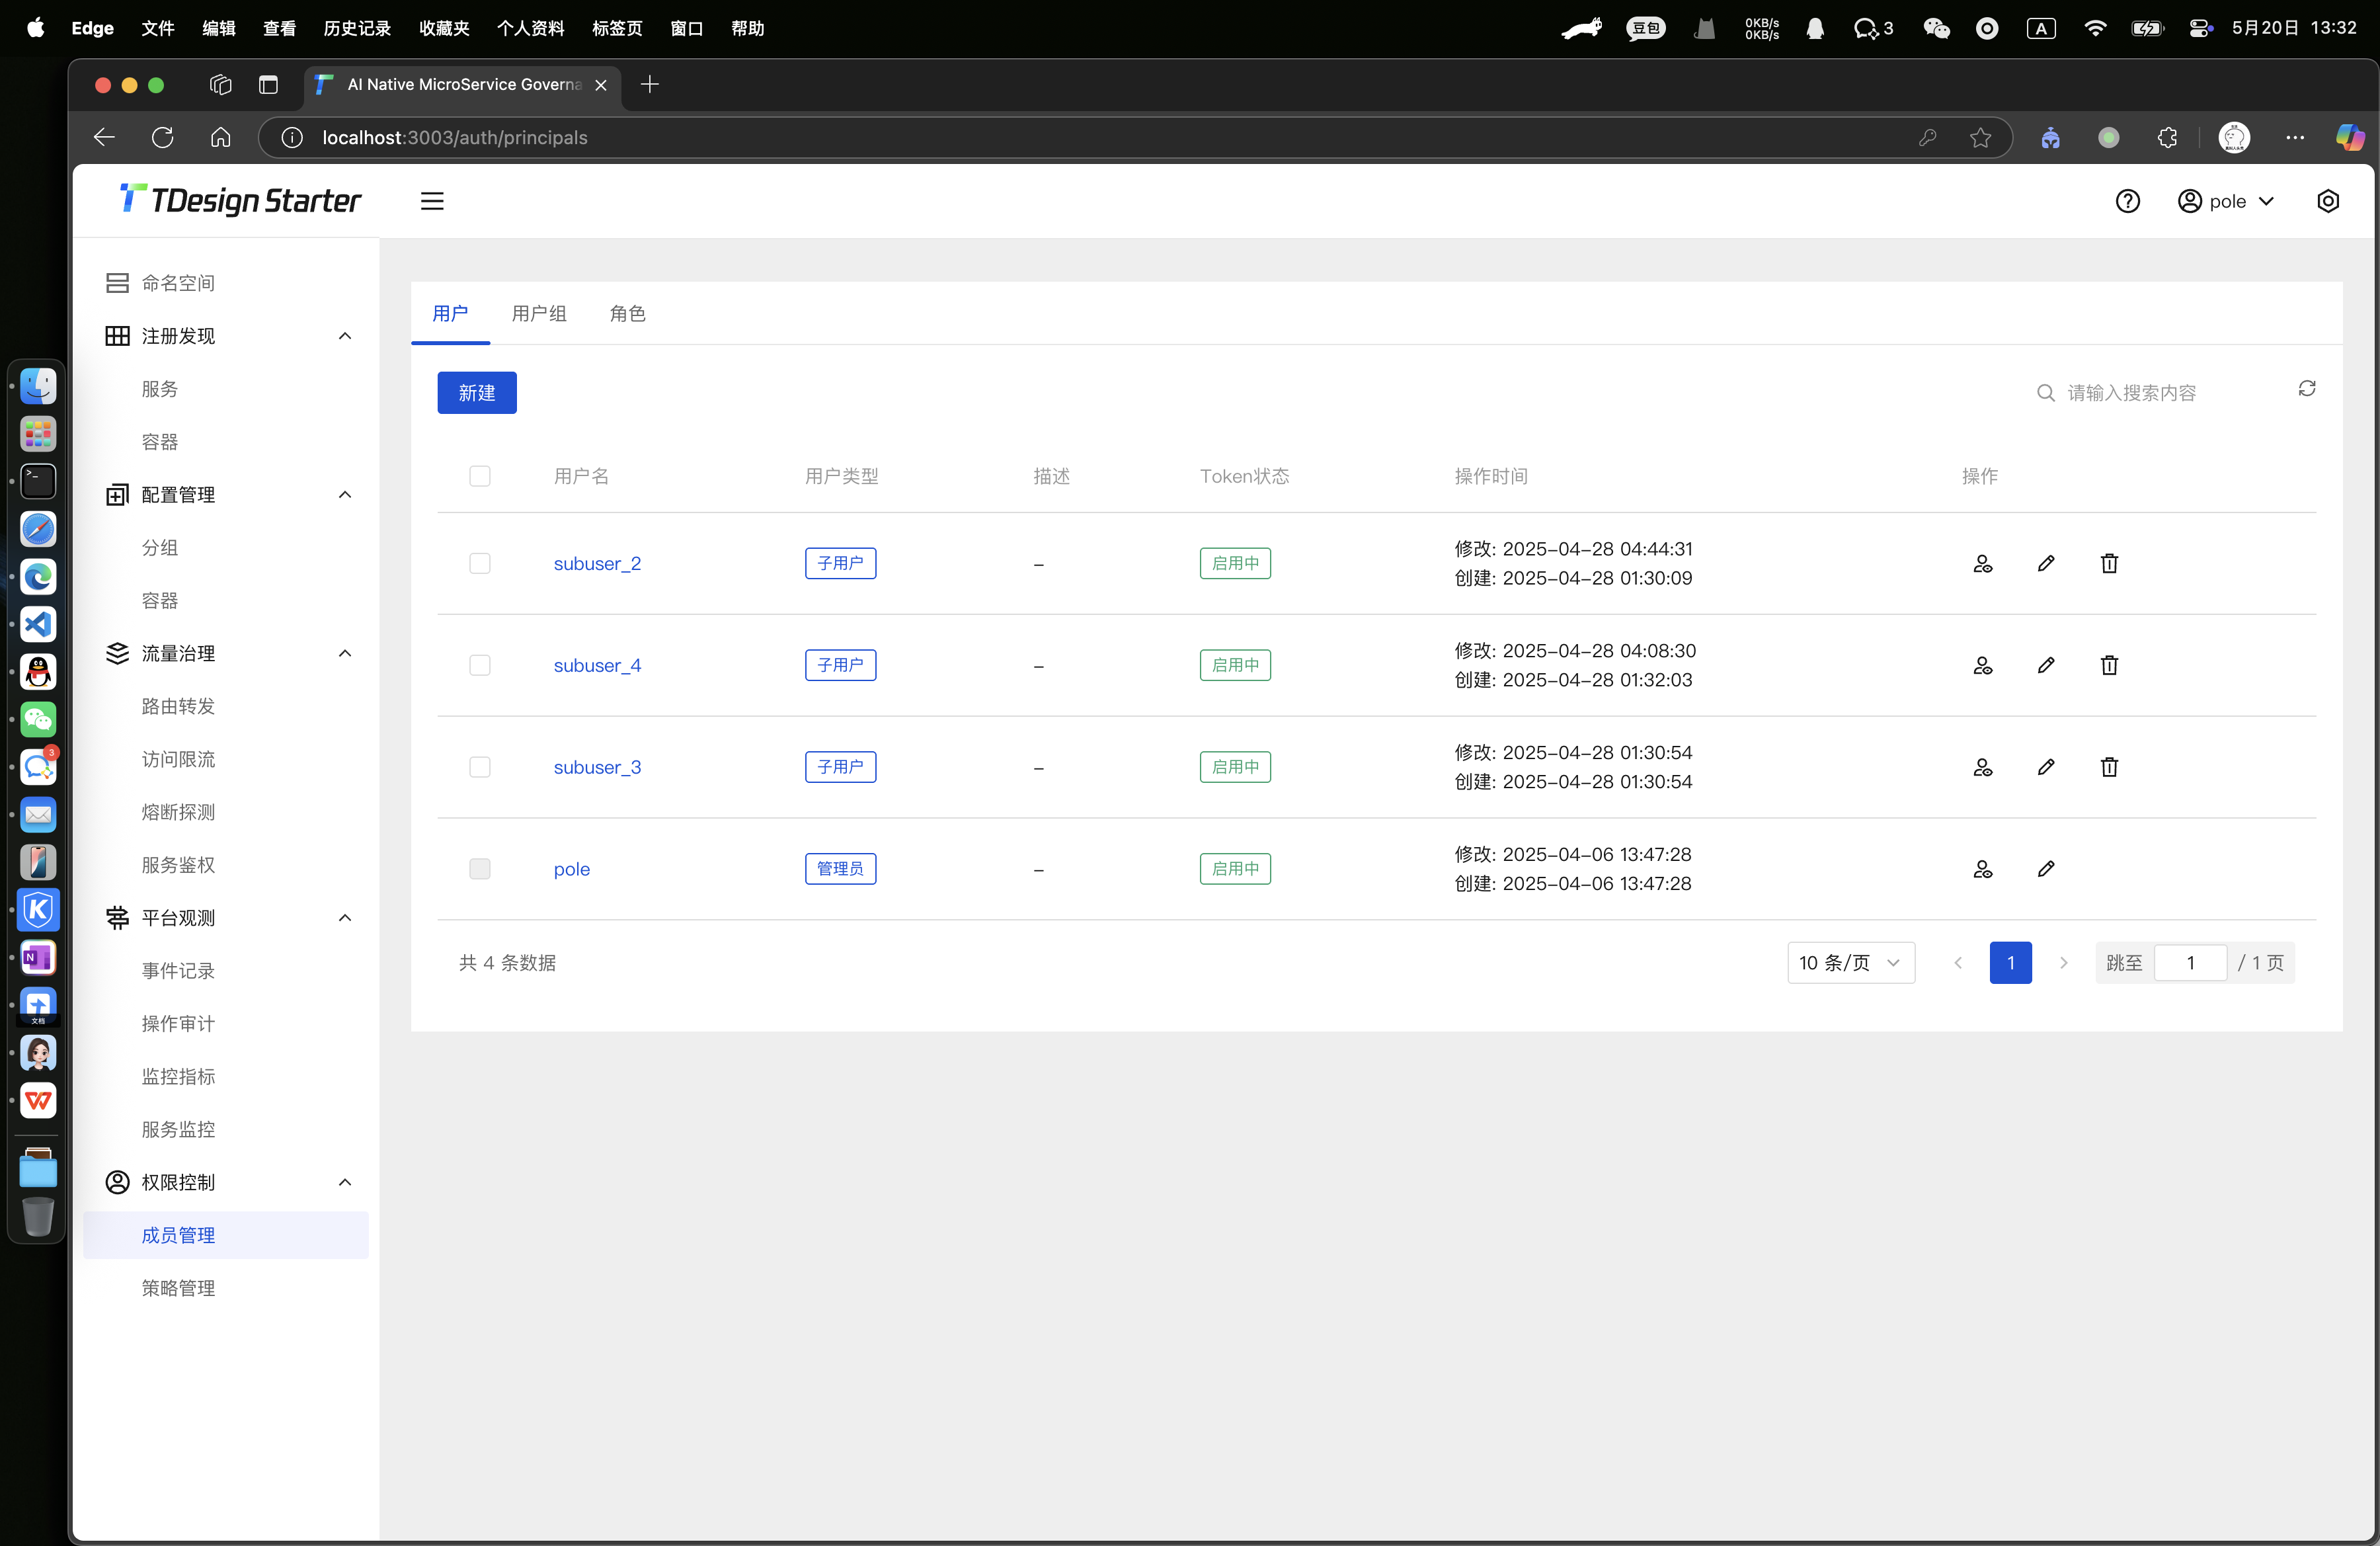 Edge 文件 编辑 查看 历史记录 收藏夹 个人资料 标签页 窗口 帮助
豆包 0KB/s 0KB/s 3 A 5月20日 13:32
AI Native MicroService Governa
localhost:3003/auth/principals
TDesign Starter
pole
命名空间
注册发现
服务
容器
配置管理
分组
容器
流量治理
路由转发
访问限流
熔断探测
服务鉴权
平台观测
事件记录
操作审计
监控指标
服务监控
权限控制
成员管理
策略管理
用户 用户组 角色
新建
请输入搜索内容
用户名 用户类型 描述 Token状态 操作时间 操作
subuser_2 子用户 – 启用中 修改: 2025-04-28 04:44:31
创建: 2025-04-28 01:30:09
subuser_4 子用户 – 启用中 修改: 2025-04-28 04:08:30
创建: 2025-04-28 01:32:03
subuser_3 子用户 – 启用中 修改: 2025-04-28 01:30:54
创建: 2025-04-28 01:30:54
pole 管理员 – 启用中 修改: 2025-04-06 13:47:28
创建: 2025-04-06 13:47:28
共 4 条数据 10 条/页 1 跳至 1 / 1 页
3
K
N
文档